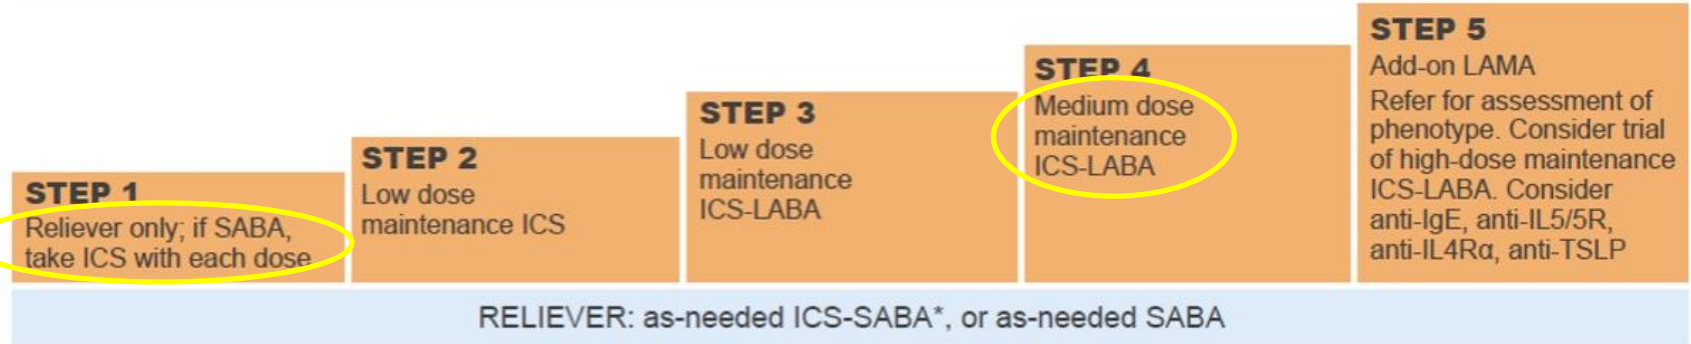 STEP 1
Reliever only; if SABA,
take ICS with each dose
STEP 2
Low dose
maintenance ICS
STEP 3
Low dose
maintenance
ICS-LABA
STEP 4
Medium dose
maintenance
ICS-LABA
STEP 5
Add-on LAMA
Refer for assessment of
phenotype. Consider trial
of high-dose maintenance
ICS-LABA. Consider
anti-IgE, anti-IL5/5R,
anti-IL4Rα, anti-TSLP
RELIEVER: as-needed ICS-SABA*, or as-needed SABA